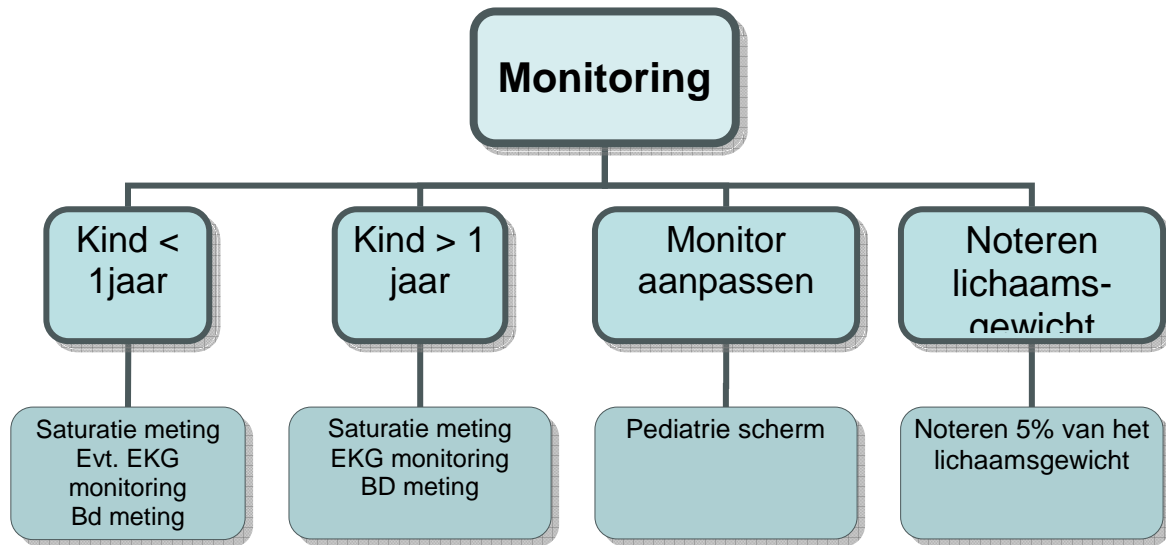 Monitoring
Kind <
1jaar
Kind > 1
jaar
Monitor
aanpassen
Noteren
lichaams-
gewicht
Saturatie meting
Evt. EKG
monitoring
Bd meting
Saturatie meting
EKG monitoring
BD meting
Pediatrie scherm
Noteren 5% van het
lichaamsgewicht